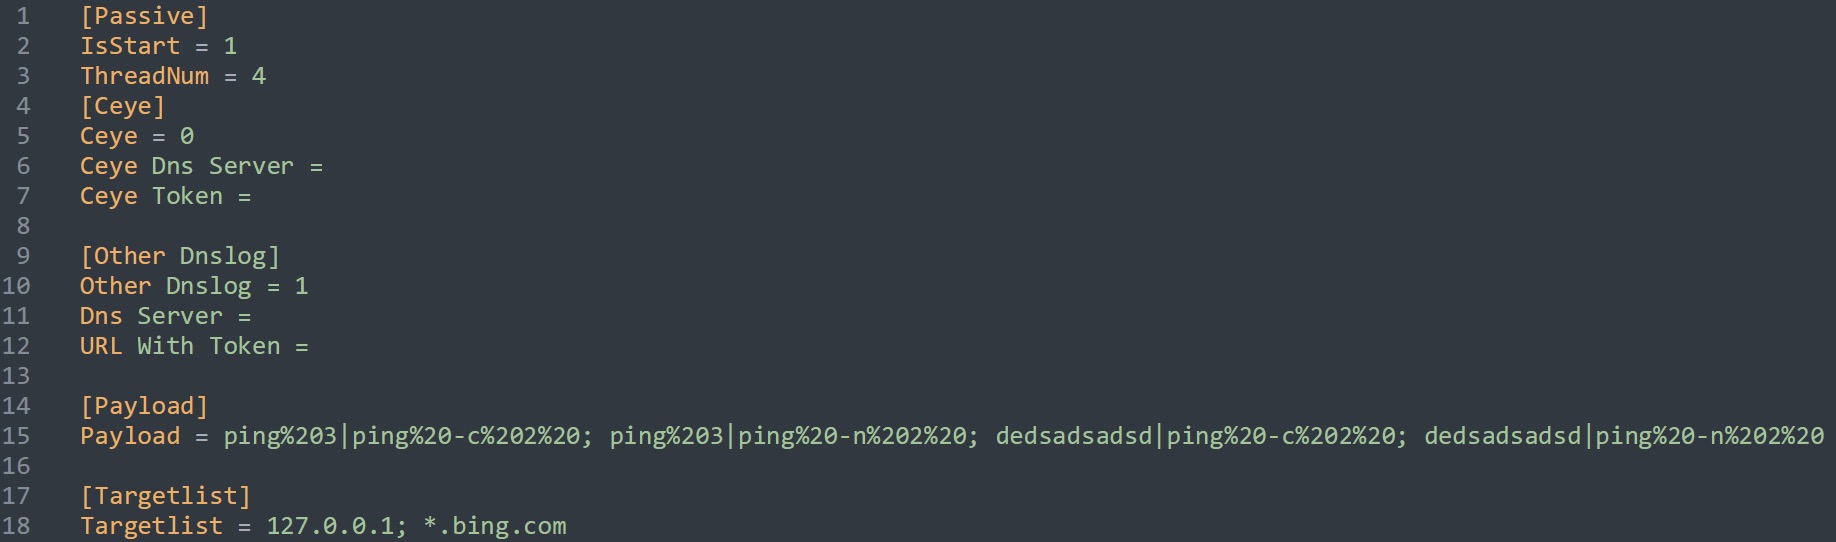 1 [Passive]
2 IsStart = 1
3 ThreadNum = 4
4 [Ceye]
5 Ceye = 0
6 Ceye Dns Server =
7 Ceye Token =
8
9 [Other Dnslog]
10 Other Dnslog = 1
11 Dns Server =
12 URL With Token =
13
14 [Payload]
15 Payload = ping%203|ping%20-c%202%20; ping%203|ping%20-n%202%20; dedsadsadsd|ping%20-c%202%20; dedsadsadsd|ping%20-n%202%20
16
17 [Targetlist]
18 Targetlist = 127.0.0.1; *.bing.com